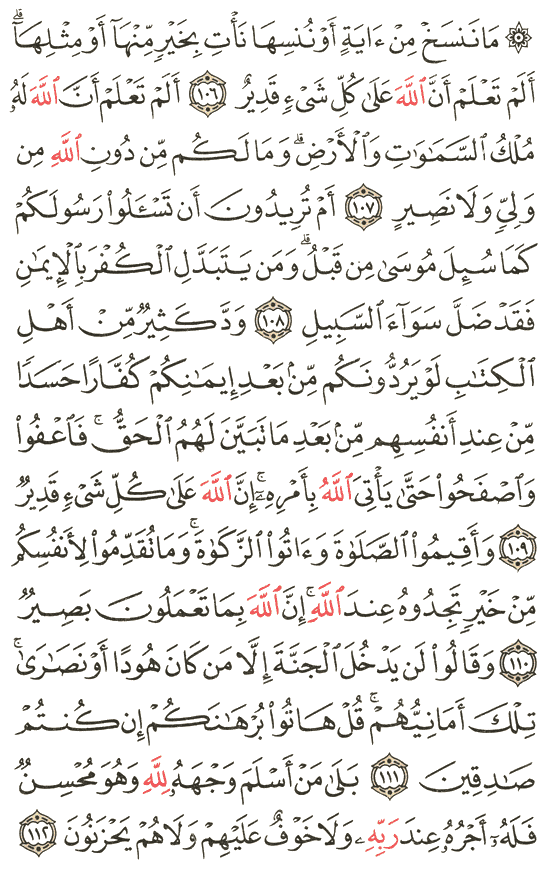 ۞ مَا نَنسَخْ مِنْ ءَايَةٍ أَوْ نُنسِهَا نَأْتِ بِخَيْرٍ مِّنْهَآ أَوْ مِثْلِهَآۗ
أَلَمْ تَعْلَمْ أَنَّ ٱللَّهَ عَلَىٰ كُلِّ شَىْءٍ قَدِيرٌ ١٠٦ أَلَمْ تَعْلَمْ أَنَّ ٱللَّهَ لَهُۥ
مُلْكُ ٱلسَّمَـٰوَٰتِ وَٱلْأَرْضِۗ وَمَا لَكُم مِّن دُونِ ٱللَّهِ مِن
وَلِىٍّ وَلَا نَصِيرٍ ١٠٧ أَمْ تُرِيدُونَ أَن تَسْـَٔلُوا۟ رَسُولَكُمْ
كَمَا سُئِلَ مُوسَىٰ مِن قَبْلُۗ وَمَن يَتَبَدَّلِ ٱلْكُفْرَ بِٱلْإِيمَـٰنِ
فَقَدْ ضَلَّ سَوَآءَ ٱلسَّبِيلِ ١٠٨ وَدَّ كَثِيرٌ مِّنْ أَهْلِ
ٱلْكِتَـٰبِ لَوْ يَرُدُّونَكُم مِّنۢ بَعْدِ إِيمَـٰنِكُمْ كُفَّارًا حَسَدًا
مِّنْ عِندِ أَنفُسِهِم مِّنۢ بَعْدِ مَا تَبَيَّنَ لَهُمُ ٱلْحَقُّۖ فَٱعْفُوا۟
وَٱصْفَحُوا۟ حَتَّىٰ يَأْتِىَ ٱللَّهُ بِأَمْرِهِۦٓۗ إِنَّ ٱللَّهَ عَلَىٰ كُلِّ شَىْءٍ قَدِيرٌ
١٠٩ وَأَقِيمُوا۟ ٱلصَّلَوٰةَ وَءَاتُوا۟ ٱلزَّكَوٰةَۚ وَمَا تُقَدِّمُوا۟ لِأَنفُسِكُم
مِّنْ خَيْرٍ تَجِدُوهُ عِندَ ٱللَّهِۗ إِنَّ ٱللَّهَ بِمَا تَعْمَلُونَ بَصِيرٌ
١١٠ وَقَالُوا۟ لَن يَدْخُلَ ٱلْجَنَّةَ إِلَّا مَن كَانَ هُودًا أَوْ نَصَـٰرَىٰۗ
تِلْكَ أَمَانِيُّهُمْۗ قُلْ هَاتُوا۟ بُرْهَـٰنَكُمْ إِن كُنتُمْ
صَـٰدِقِينَ ١١١ بَلَىٰ مَنْ أَسْلَمَ وَجْهَهُۥ لِلَّهِ وَهُوَ مُحْسِنٌ
فَلَهُۥٓ أَجْرُهُۥ عِندَ رَبِّهِۦ وَلَا خَوْفٌ عَلَيْهِمْ وَلَا هُمْ يَحْزَنُونَ ١١٢